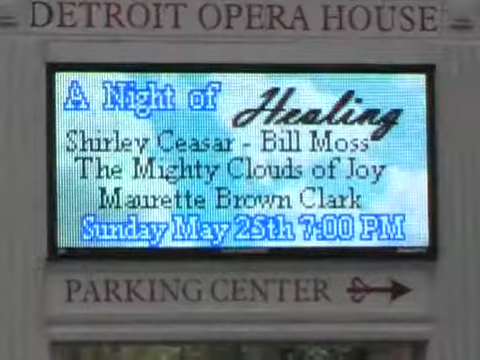 DETROIT OPERA HOUSE
A Night of Healing
Shirley Ceasar - Bill Moss
The Mighty Clouds of Joy
Maurette Brown Clark
Sunday May 25th 7:00 PM
PARKING CENTER